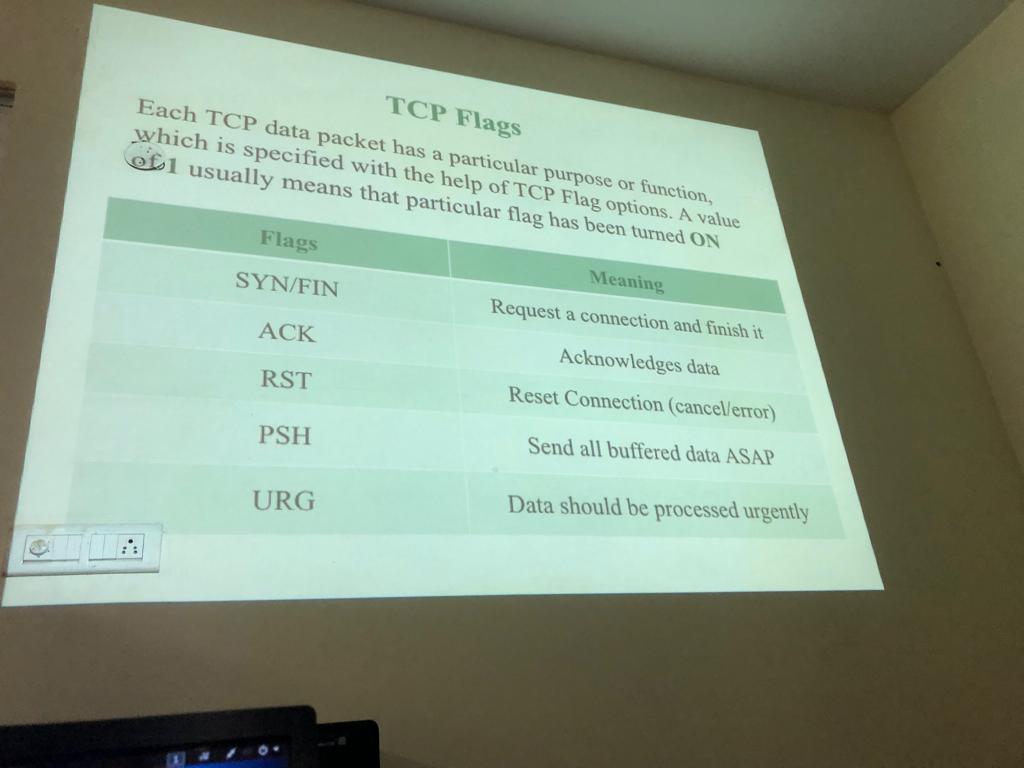 TCP Flags
Each TCP data packet has a particular purpose or function,
which is specified with the help of TCP Flag options. A value
of 1 usually means that particular flag has been turned ON
Flags Meaning
SYN/FIN Request a connection and finish it
ACK Acknowledges data
RST Reset Connection (cancel/error)
PSH Send all buffered data ASAP
URG Data should be processed urgently